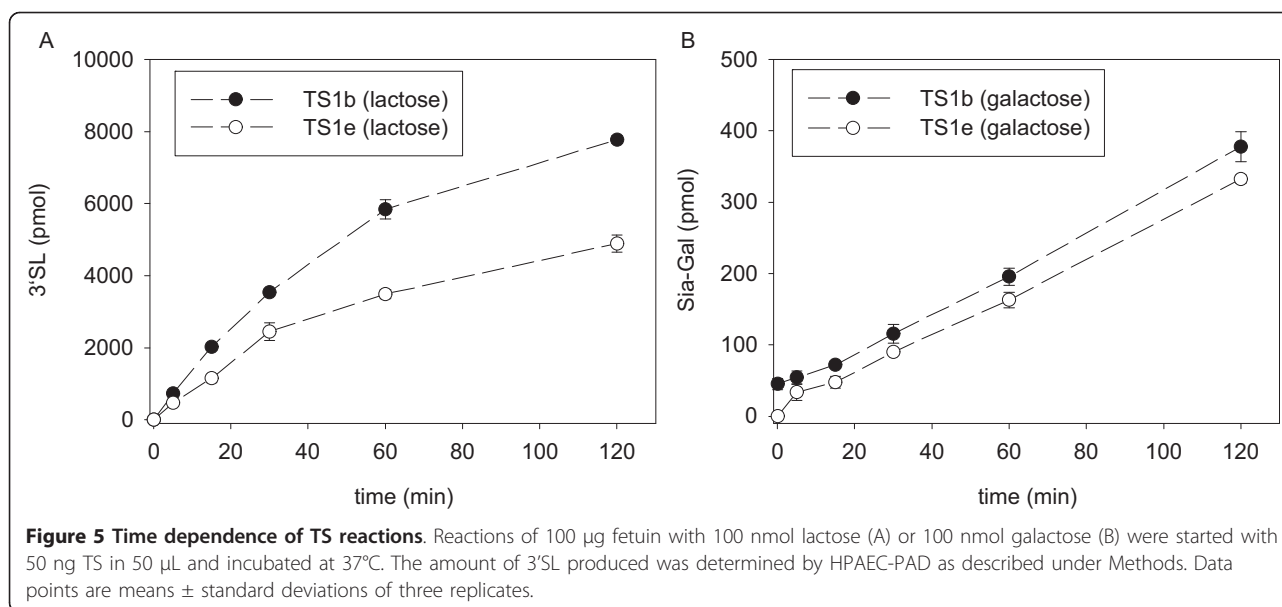 A
10000
8000
6000
4000
2000
0
3‘SL (pmol)
TS1b (lactose)
TS1e (lactose)
0 20 40 60 80 100 120
time (min)
B
500
400
300
200
100
0
Sia-Gal (pmol)
TS1b (galactose)
TS1e (galactose)
0 20 40 60 80 100 120
time (min)
Figure 5 Time dependence of TS reactions. Reactions of 100 μg fetuin with 100 nmol lactose (A) or 100 nmol galactose (B) were started with
50 ng TS in 50 μL and incubated at 37°C. The amount of 3’SL produced was determined by HPAEC-PAD as described under Methods. Data
points are means ± standard deviations of three replicates.